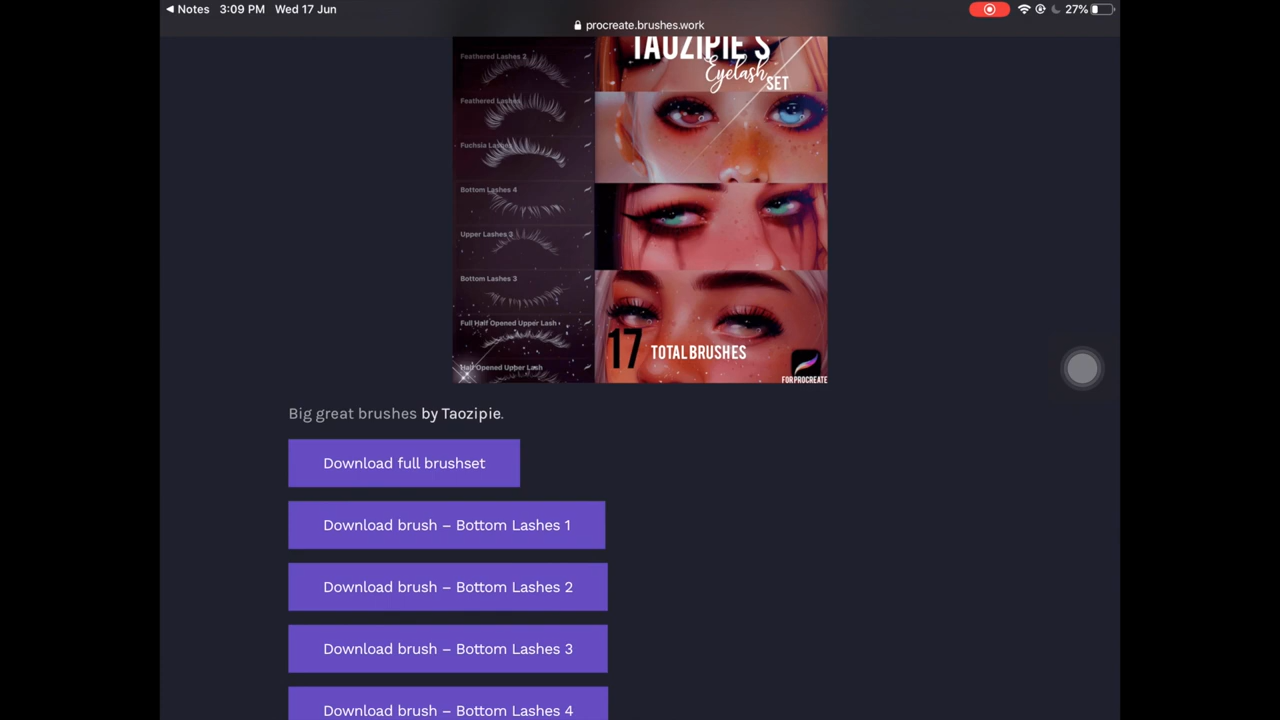 Notes 3:09 PM Wed 17 Jun 27%
procreate.brushes.work
TAOZIPIE'S
Eyelash SET
Feathered Lashes 2
Feathered Lashes
Fuchsia Lashes
Bottom Lashes 4
Upper Lashes 3
Bottom Lashes 3
Full Half Opened Upper Lash
Half Opened Upper Lash
17 TOTAL BRUSHES
FOR PROCREATE
Big great brushes by Taozipie.
Download full brushset
Download brush – Bottom Lashes 1
Download brush – Bottom Lashes 2
Download brush – Bottom Lashes 3
Download brush – Bottom Lashes 4